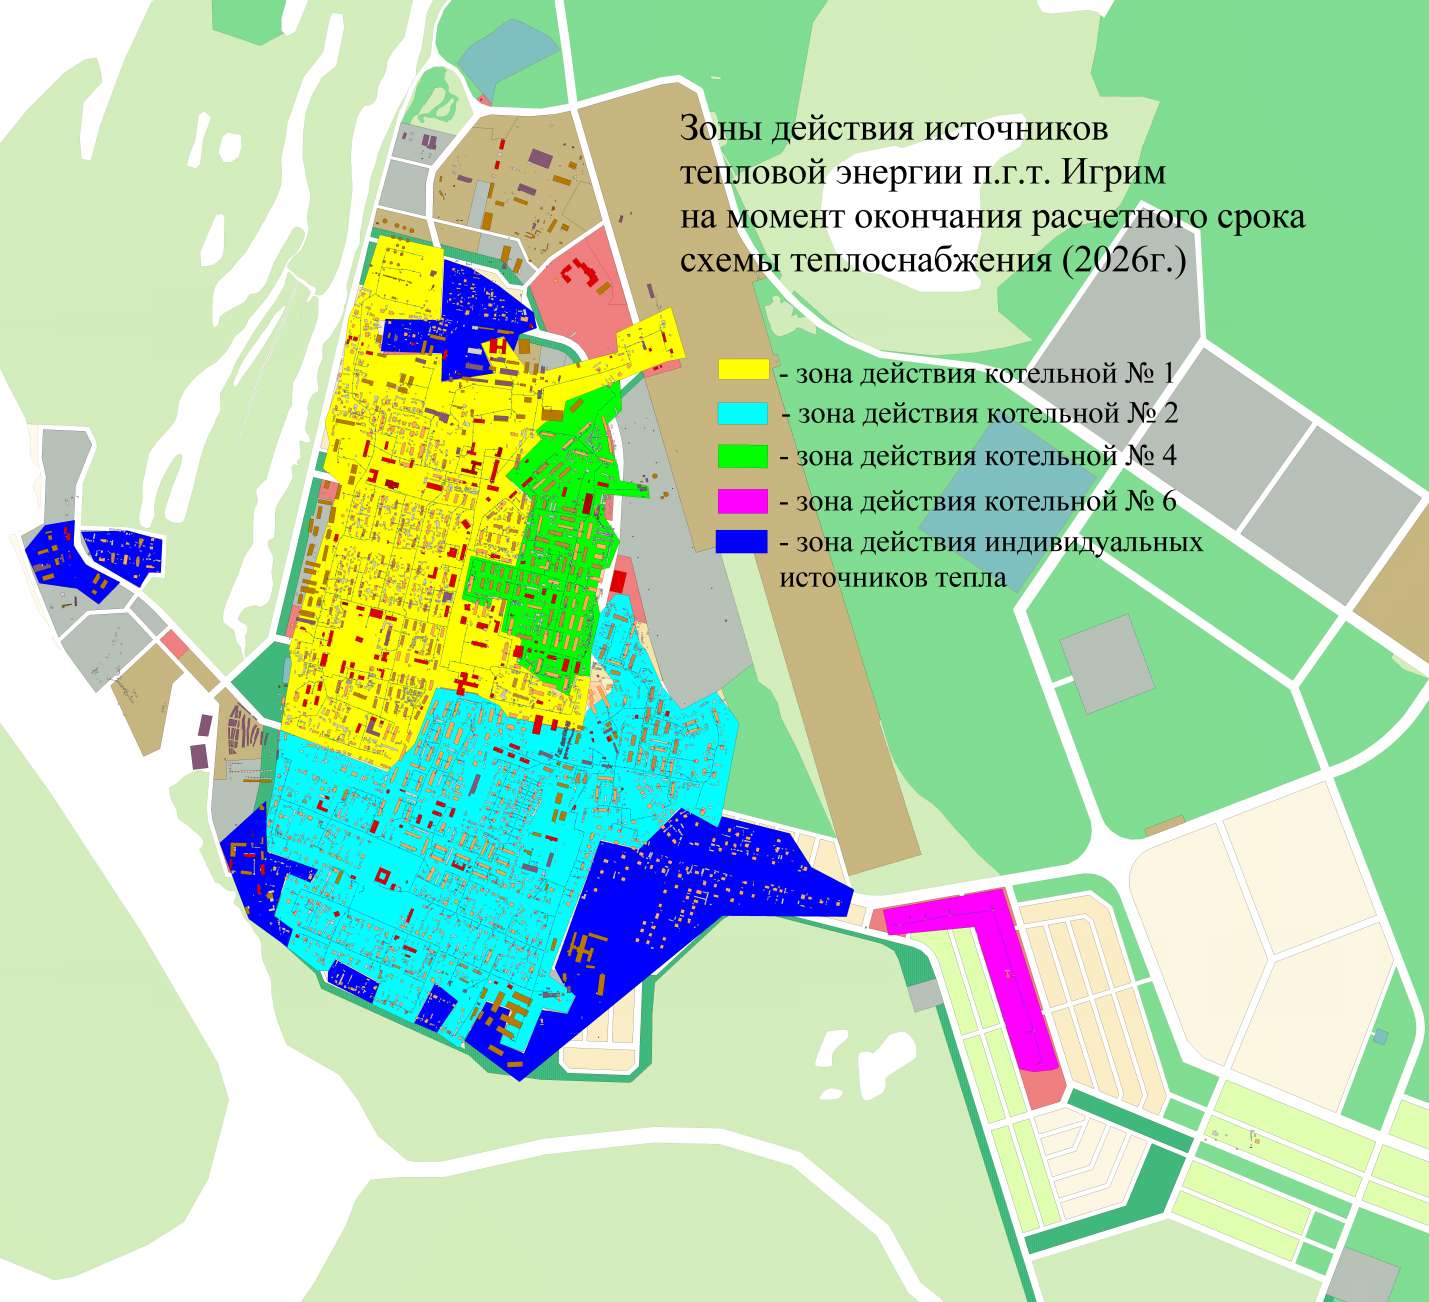 Зоны действия источников
тепловой энергии п.г.т. Игрим
на момент окончания расчетного срока
схемы теплоснабжения (2026г.)
- зона действия котельной № 1
- зона действия котельной № 2
- зона действия котельной № 4
- зона действия котельной № 6
- зона действия индивидуальных
источников тепла